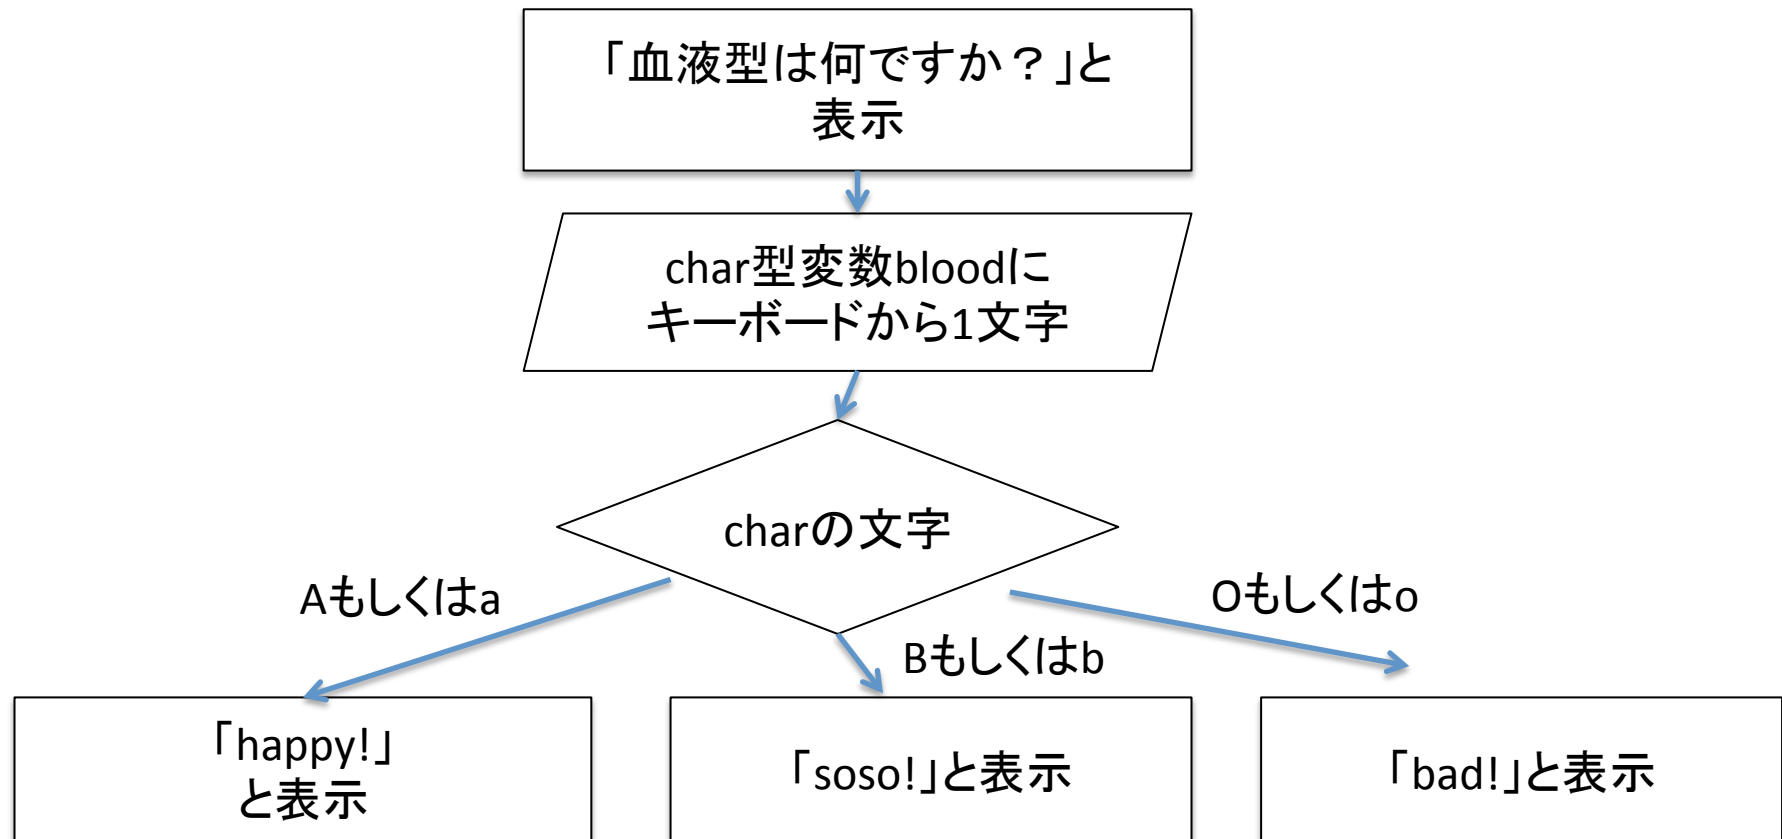 「血液型は何ですか？」と
表示
char型変数bloodに
キーボードから1文字
charの文字
Aもしくはa
Oもしくはo
Bもしくはb
「happy!」
と表示
「soso!」と表示
「bad!」と表示